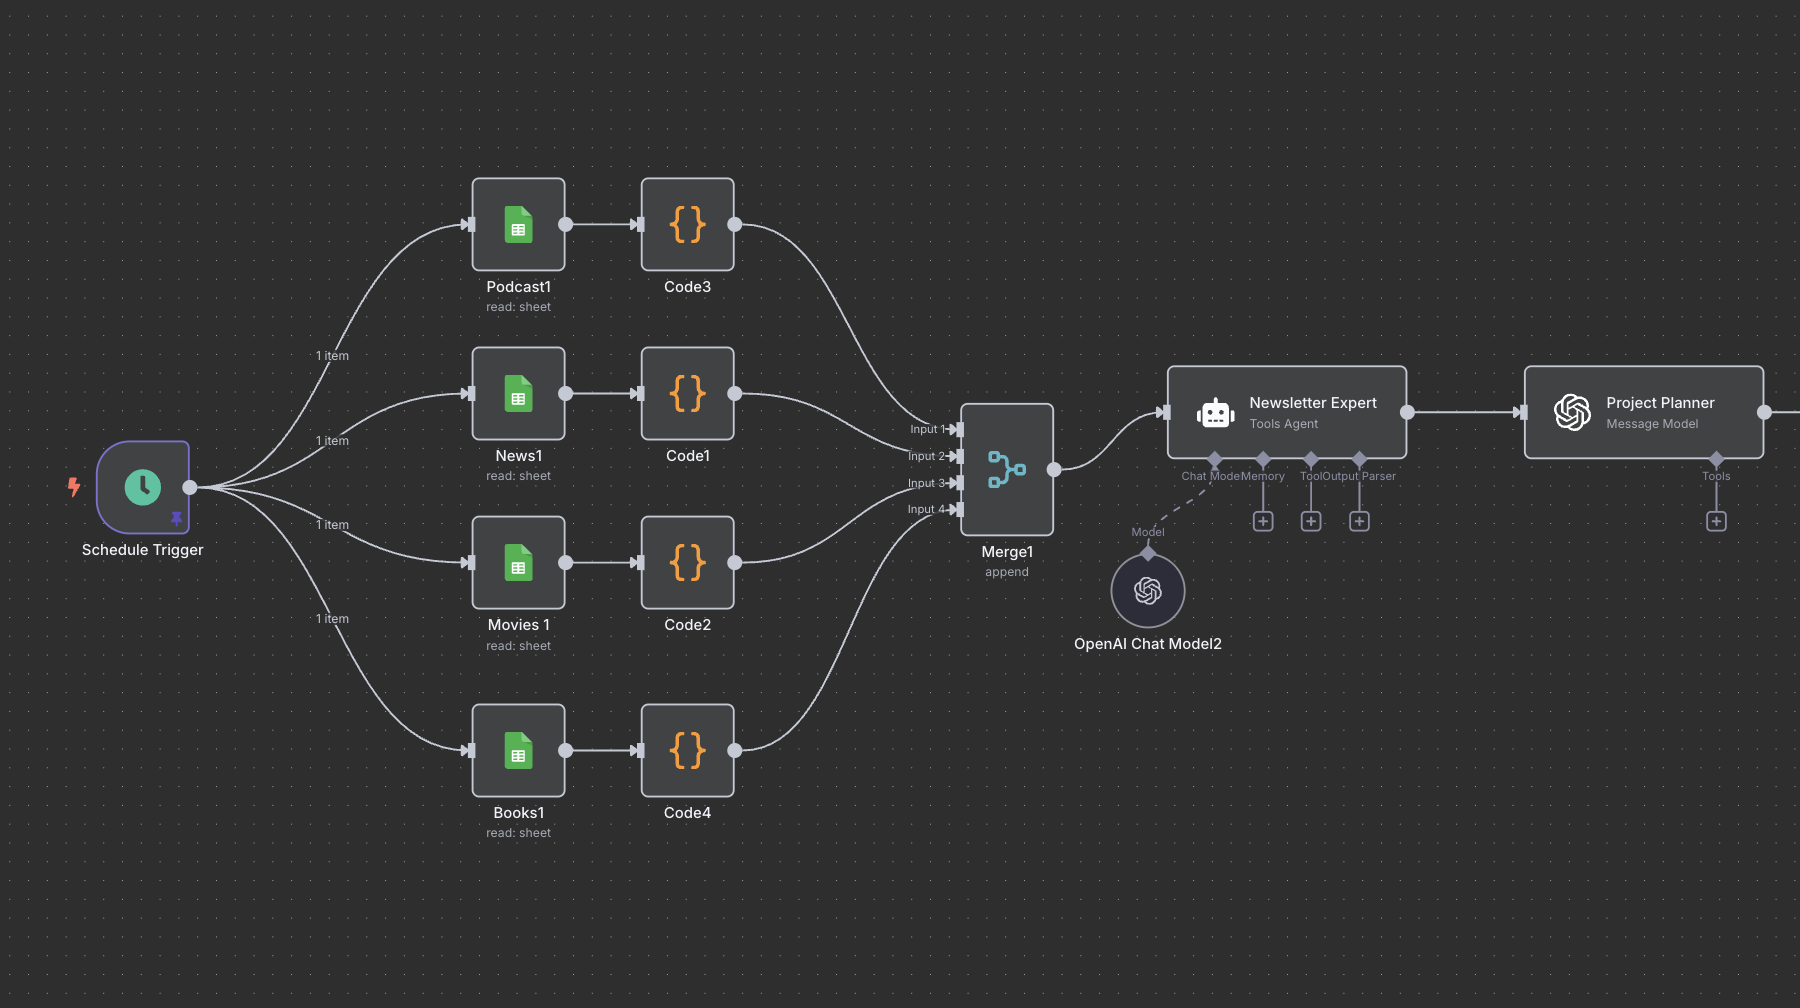 Podcast1
read: sheet
Code3
1 item
News1
read: sheet
Code1
1 item
Schedule Trigger
1 item
Movies 1
read: sheet
Code2
1 item
Books1
read: sheet
Code4
Input 1
Input 2
Input 3
Input 4
Merge1
append
Newsletter Expert
Tools Agent
Chat Mode
Memory
Tool
Output Parser
Model
OpenAI Chat Model2
Project Planner
Message Model
Tools